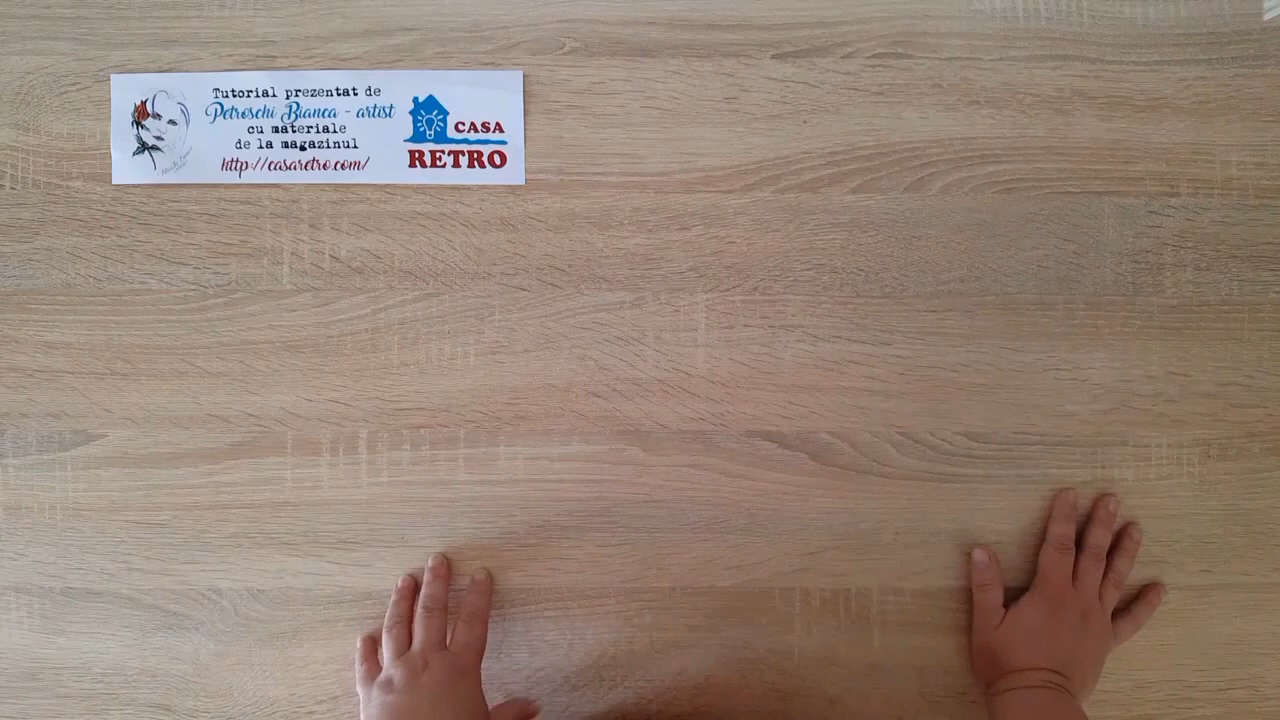 Tutorial prezentat de
Petroschi Bianca - artist
cu materiale
de la magazinul
http://casaretro.com/
CASA
RETRO